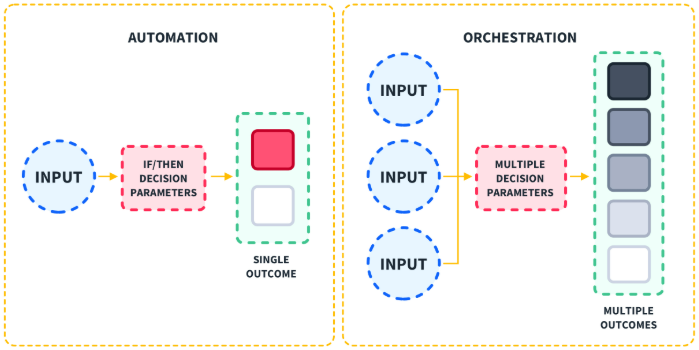 AUTOMATION
INPUT
IF/THEN
DECISION
PARAMETERS
SINGLE
OUTCOME
ORCHESTRATION
INPUT
INPUT
INPUT
MULTIPLE
DECISION
PARAMETERS
MULTIPLE
OUTCOMES